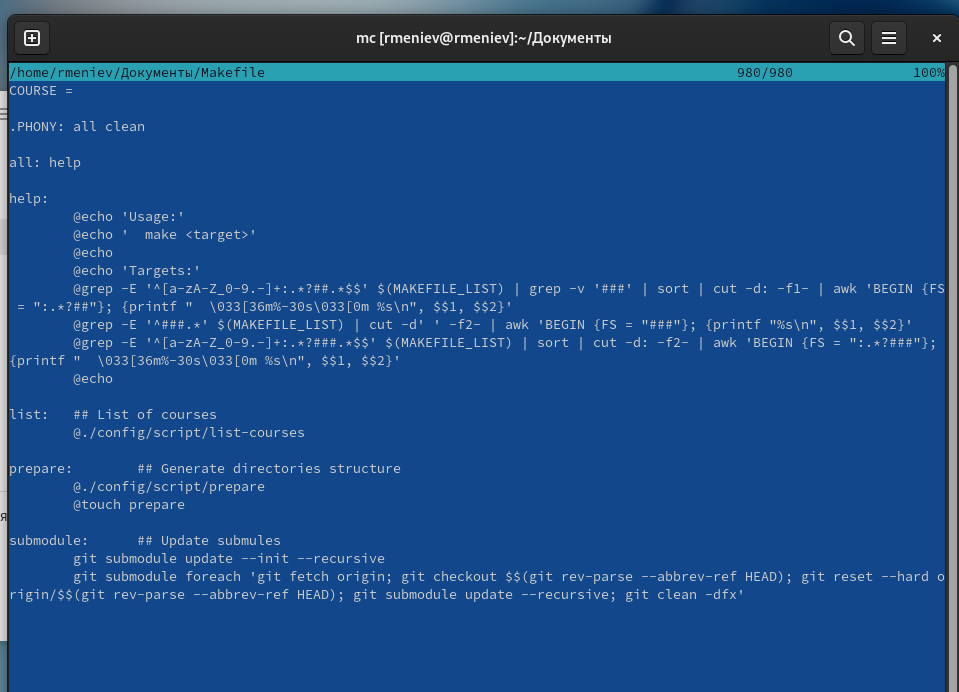 mc [rmeniev@rmeniev]:~/Документы
/home/rmeniev/Документы/Makefile 980/980 100%
COURSE =
.PHONY: all clean
all: help
help:
@echo 'Usage:'
@echo '  make <target>'
@echo
@echo 'Targets:'
@grep -E '^[a-zA-Z_0-9.-]+:.*?##.*$$' $(MAKEFILE_LIST) | grep -v '###' | sort | cut -d: -f1- | awk 'BEGIN {FS
= ":.*?##"}; {printf "  \033[36m%-30s\033[0m %s\n", $$1, $$2}'
@grep -E '^###.*' $(MAKEFILE_LIST) | cut -d' ' -f2- | awk 'BEGIN {FS = "###"}; {printf "%s\n", $$1, $$2}'
@grep -E '^[a-zA-Z_0-9.-]+:.*?###.*$$' $(MAKEFILE_LIST) | sort | cut -d: -f2- | awk 'BEGIN {FS = ":.*?###"};
{printf "  \033[36m%-30s\033[0m %s\n", $$1, $$2}'
@echo
list:   ## List of courses
@./config/script/list-courses
prepare:        ## Generate directories structure
@./config/script/prepare
@touch prepare
submodule:      ## Update submules
git submodule update --init --recursive
git submodule foreach 'git fetch origin; git checkout $$(git rev-parse --abbrev-ref HEAD); git reset --hard o
rigin/$$(git rev-parse --abbrev-ref HEAD); git submodule update --recursive; git clean -dfx'
я